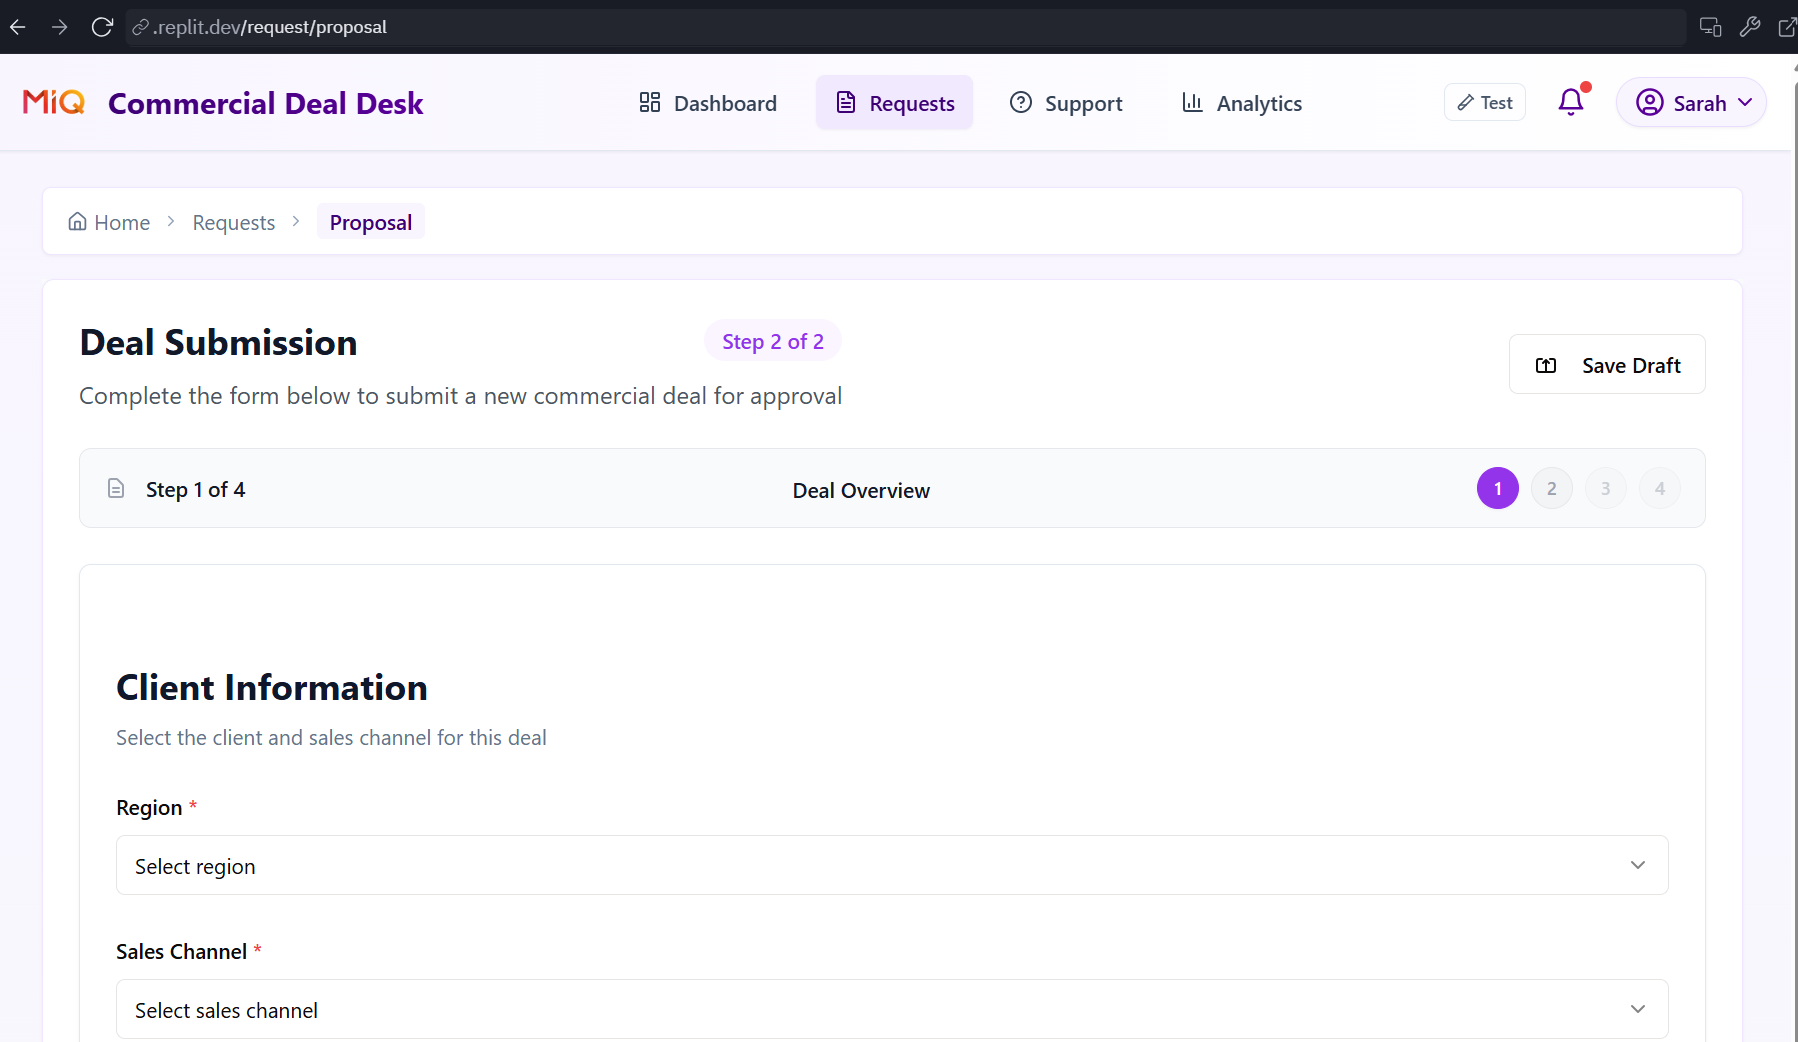 .replit.dev/request/proposal
MiQ Commercial Deal Desk Dashboard Requests Support Analytics Test Sarah
Home Requests Proposal
Deal Submission Step 2 of 2
Save Draft
Complete the form below to submit a new commercial deal for approval
Step 1 of 4 Deal Overview 1 2 3 4
Client Information
Select the client and sales channel for this deal
Region *
Select region
Sales Channel *
Select sales channel